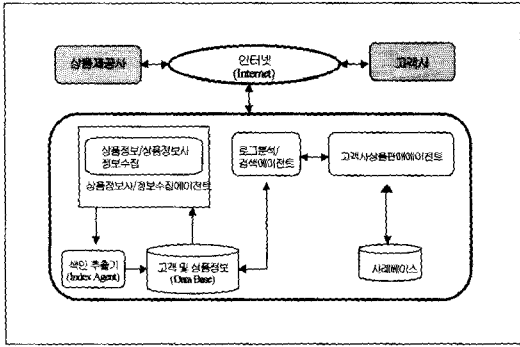 상품제공사
인터넷
(Internet)
고객사
상품정보/상품정보사
정보수집
상품정보사/정보수집에이전트
로그분석/
검색에이전트
고객사상품판매에이전트
색인 추출기
(Index Agent)
고객 및 상품정보
(Data Base)
사례베이스